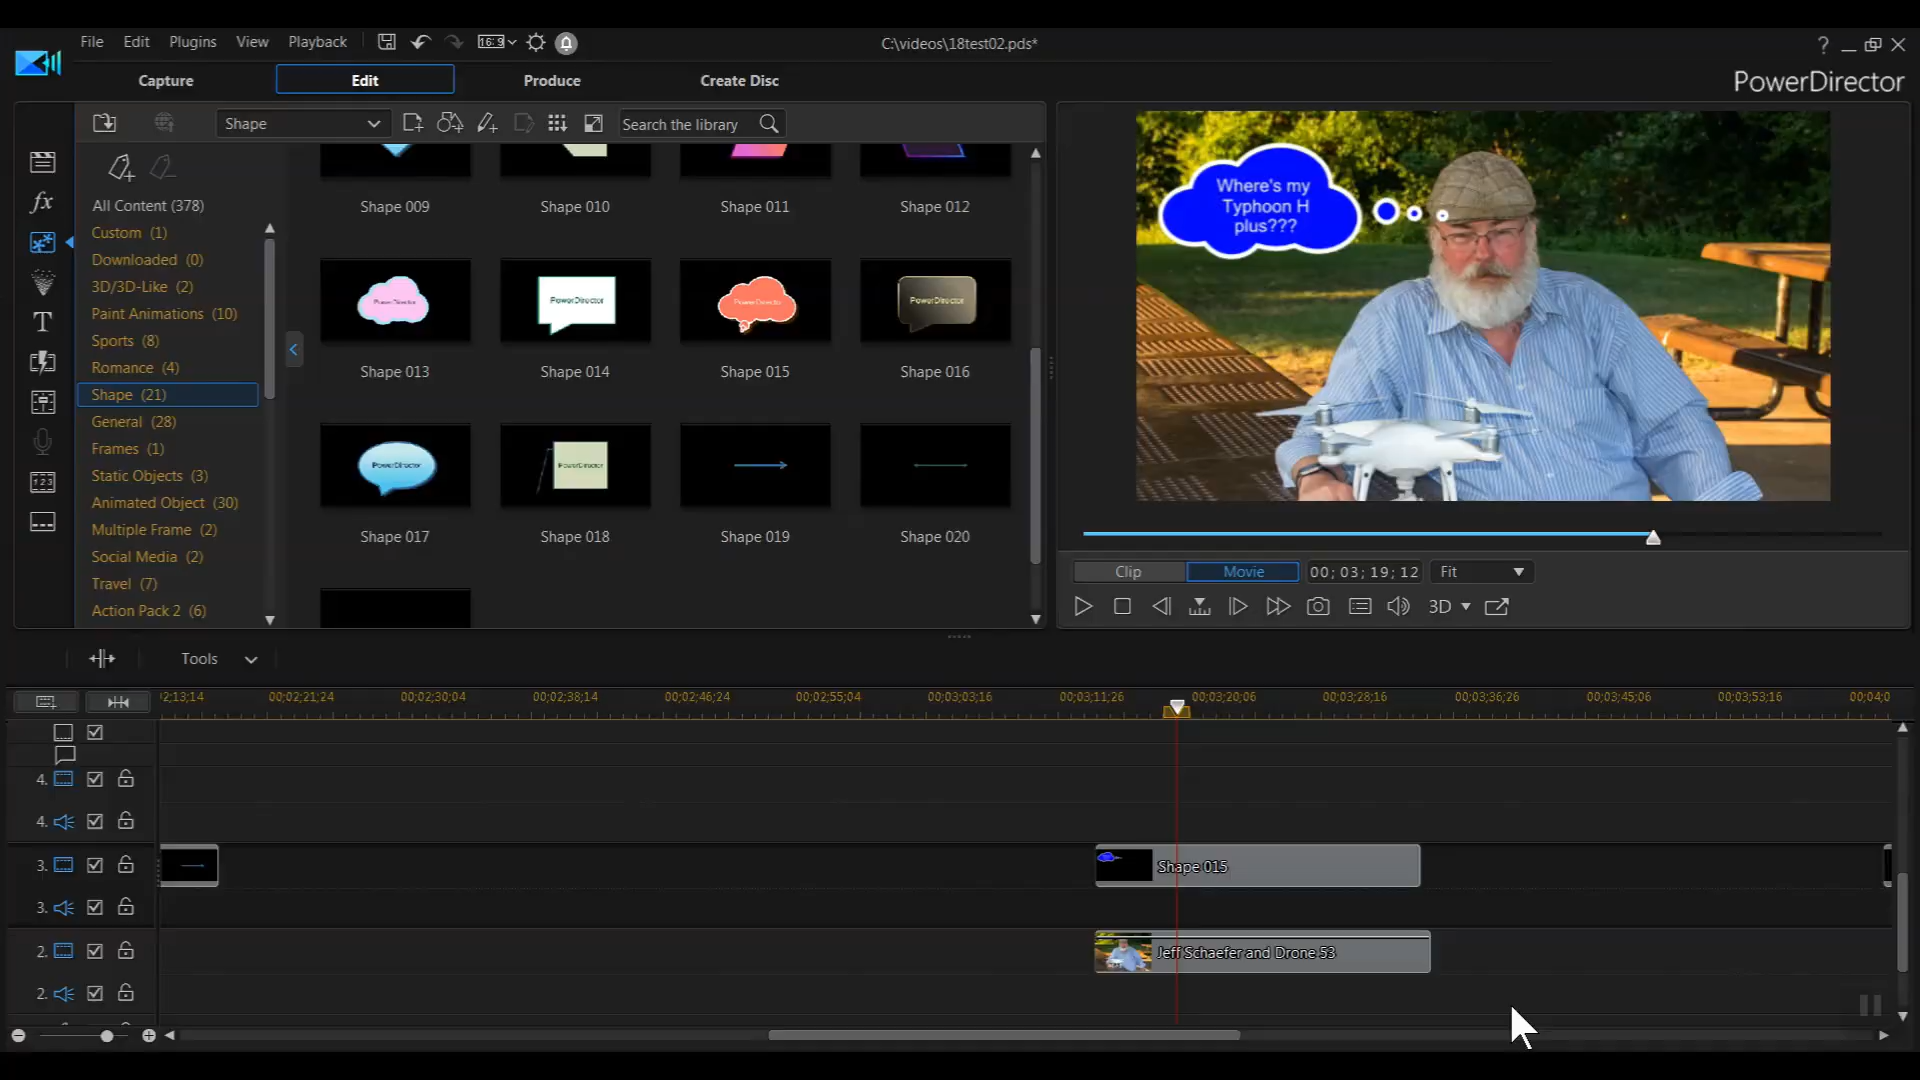 File Edit Plugins View Playback 16:9 C:\videos\18test02.pds* ?
Capture Edit Produce Create Disc PowerDirector
Shape Search the library
All Content (378)
Custom (1)
Downloaded (0)
3D/3D-Like (2)
Paint Animations (10)
Sports (8)
Romance (4)
Shape (21)
General (28)
Frames (1)
Static Objects (3)
Animated Object (30)
Multiple Frame (2)
Social Media (2)
Travel (7)
Action Pack 2 (6)
Shape 009 Shape 010 Shape 011 Shape 012
PowerDirector PowerDirector PowerDirector PowerDirector
Shape 013 Shape 014 Shape 015 Shape 016
PowerDirector PowerDirector
Shape 017 Shape 018 Shape 019 Shape 020
Where's my
Typhoon H
plus???
Clip Movie 00; 03; 19; 12 Fit
3D
Tools
2;13;14 00;02;21;24 00;02;30;04 00;02;38;14 00;02;46;24 00;02;55;04 00;03;03;16 00;03;11;26 00;03;20;06 00;03;28;16 00;03;36;26 00;03;45;06 00;03;53;16 00;04;0
4.
4.
3. Shape 015
3.
2. Jeff Schaefer and Drone 53
2.